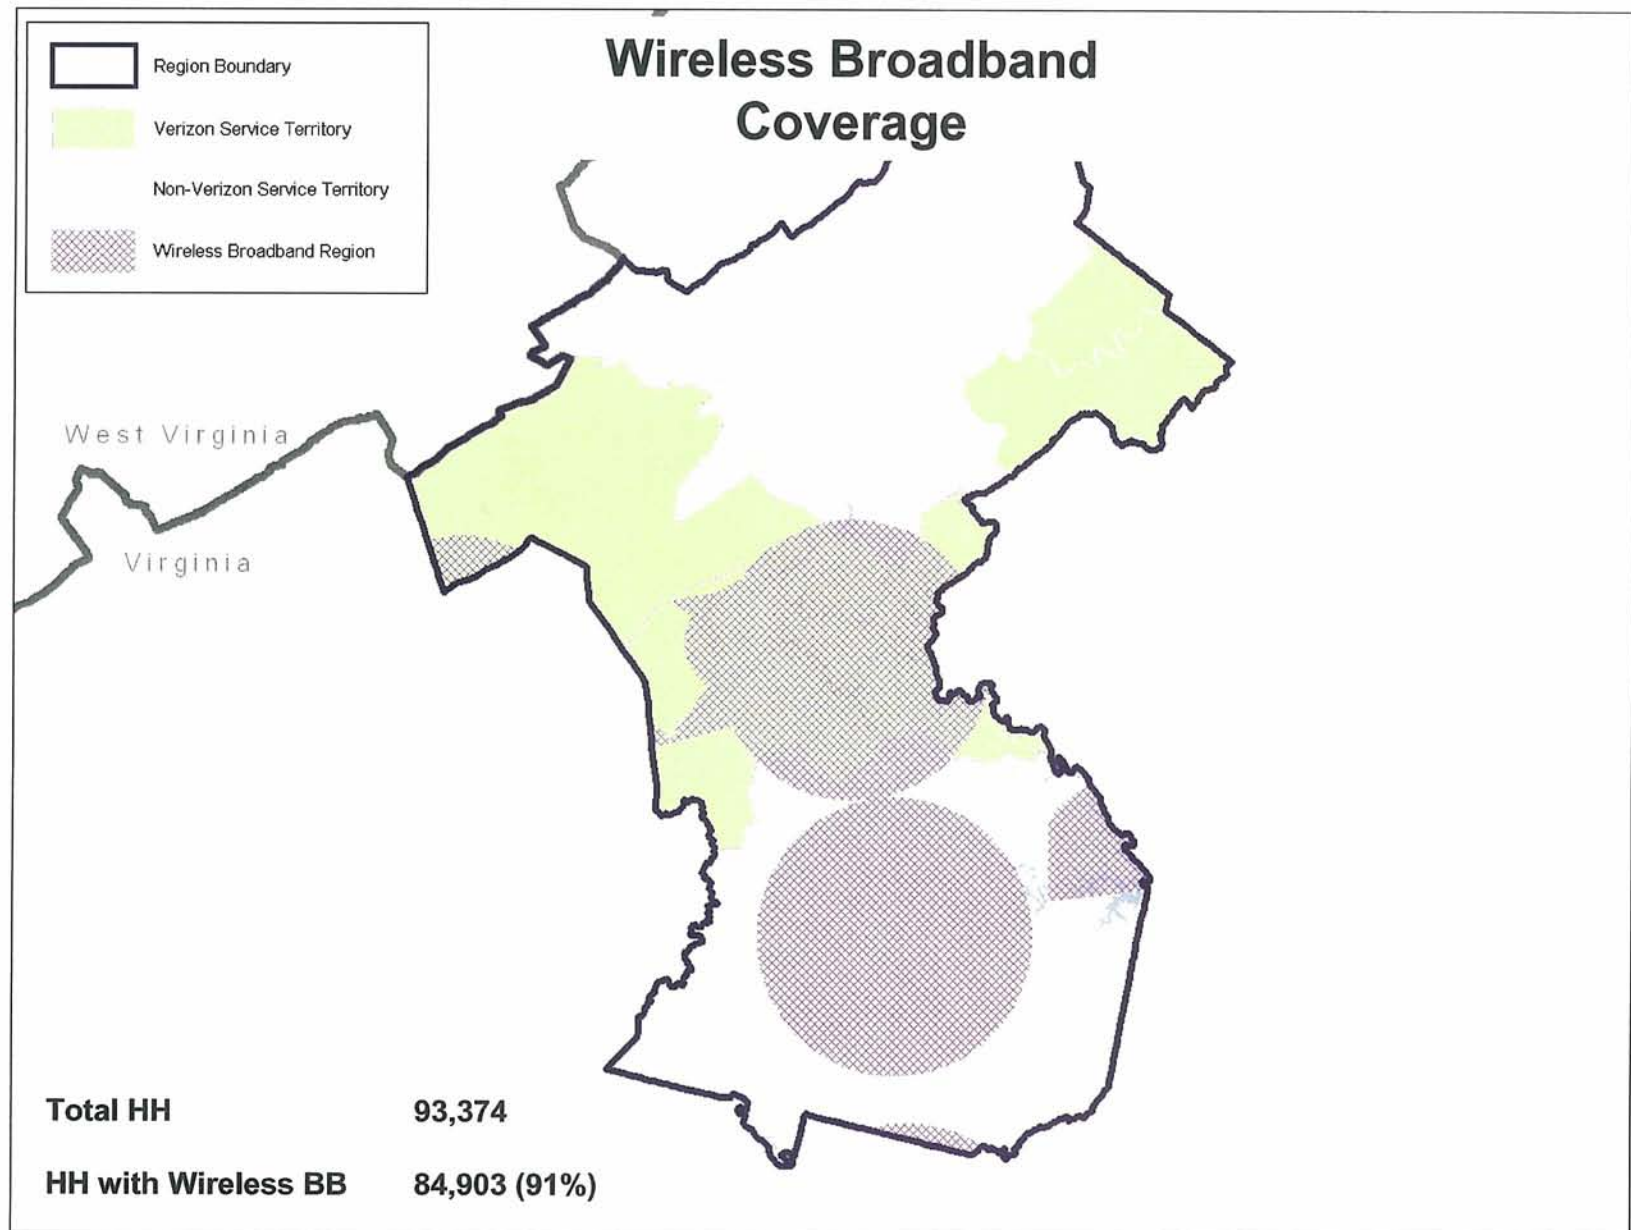 Wireless Broadband
Coverage
Region Boundary
Verizon Service Territory
Non-Verizon Service Territory
Wireless Broadband Region
West Virginia
Virginia
Total HH 93,374
HH with Wireless BB 84,903 (91%)